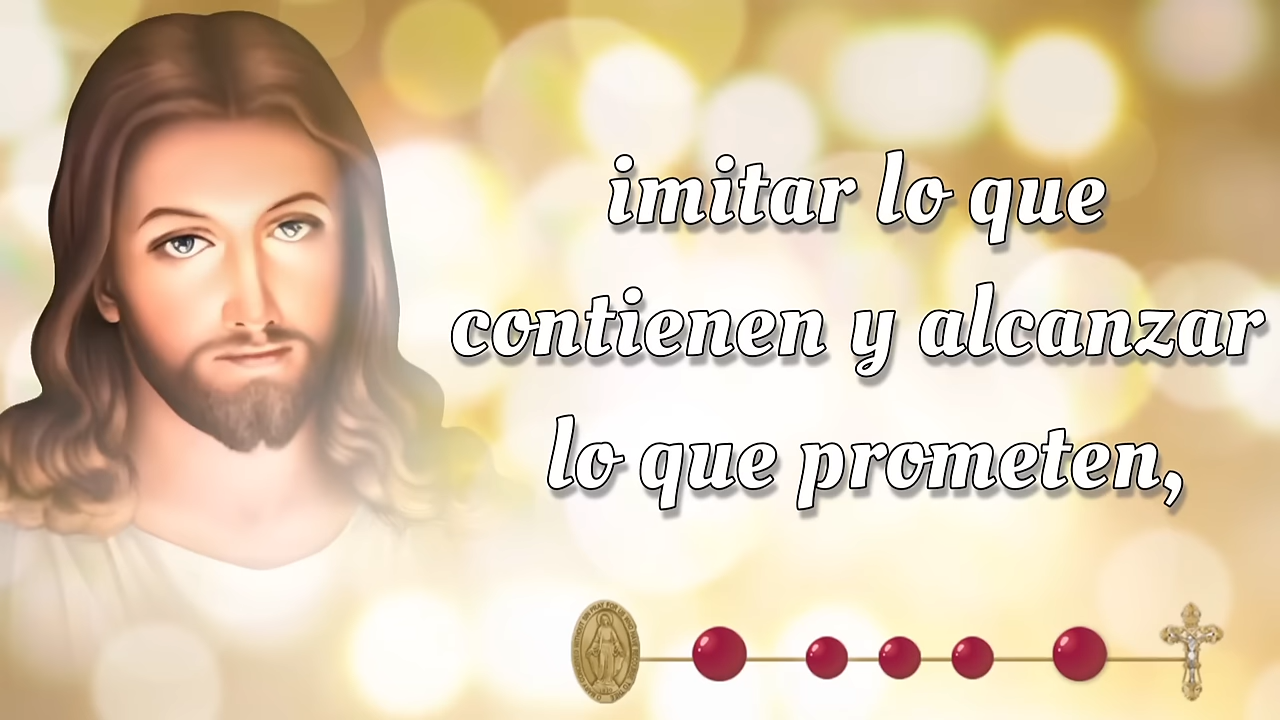 imitar lo que
contienen y alcanzar
lo que prometen,